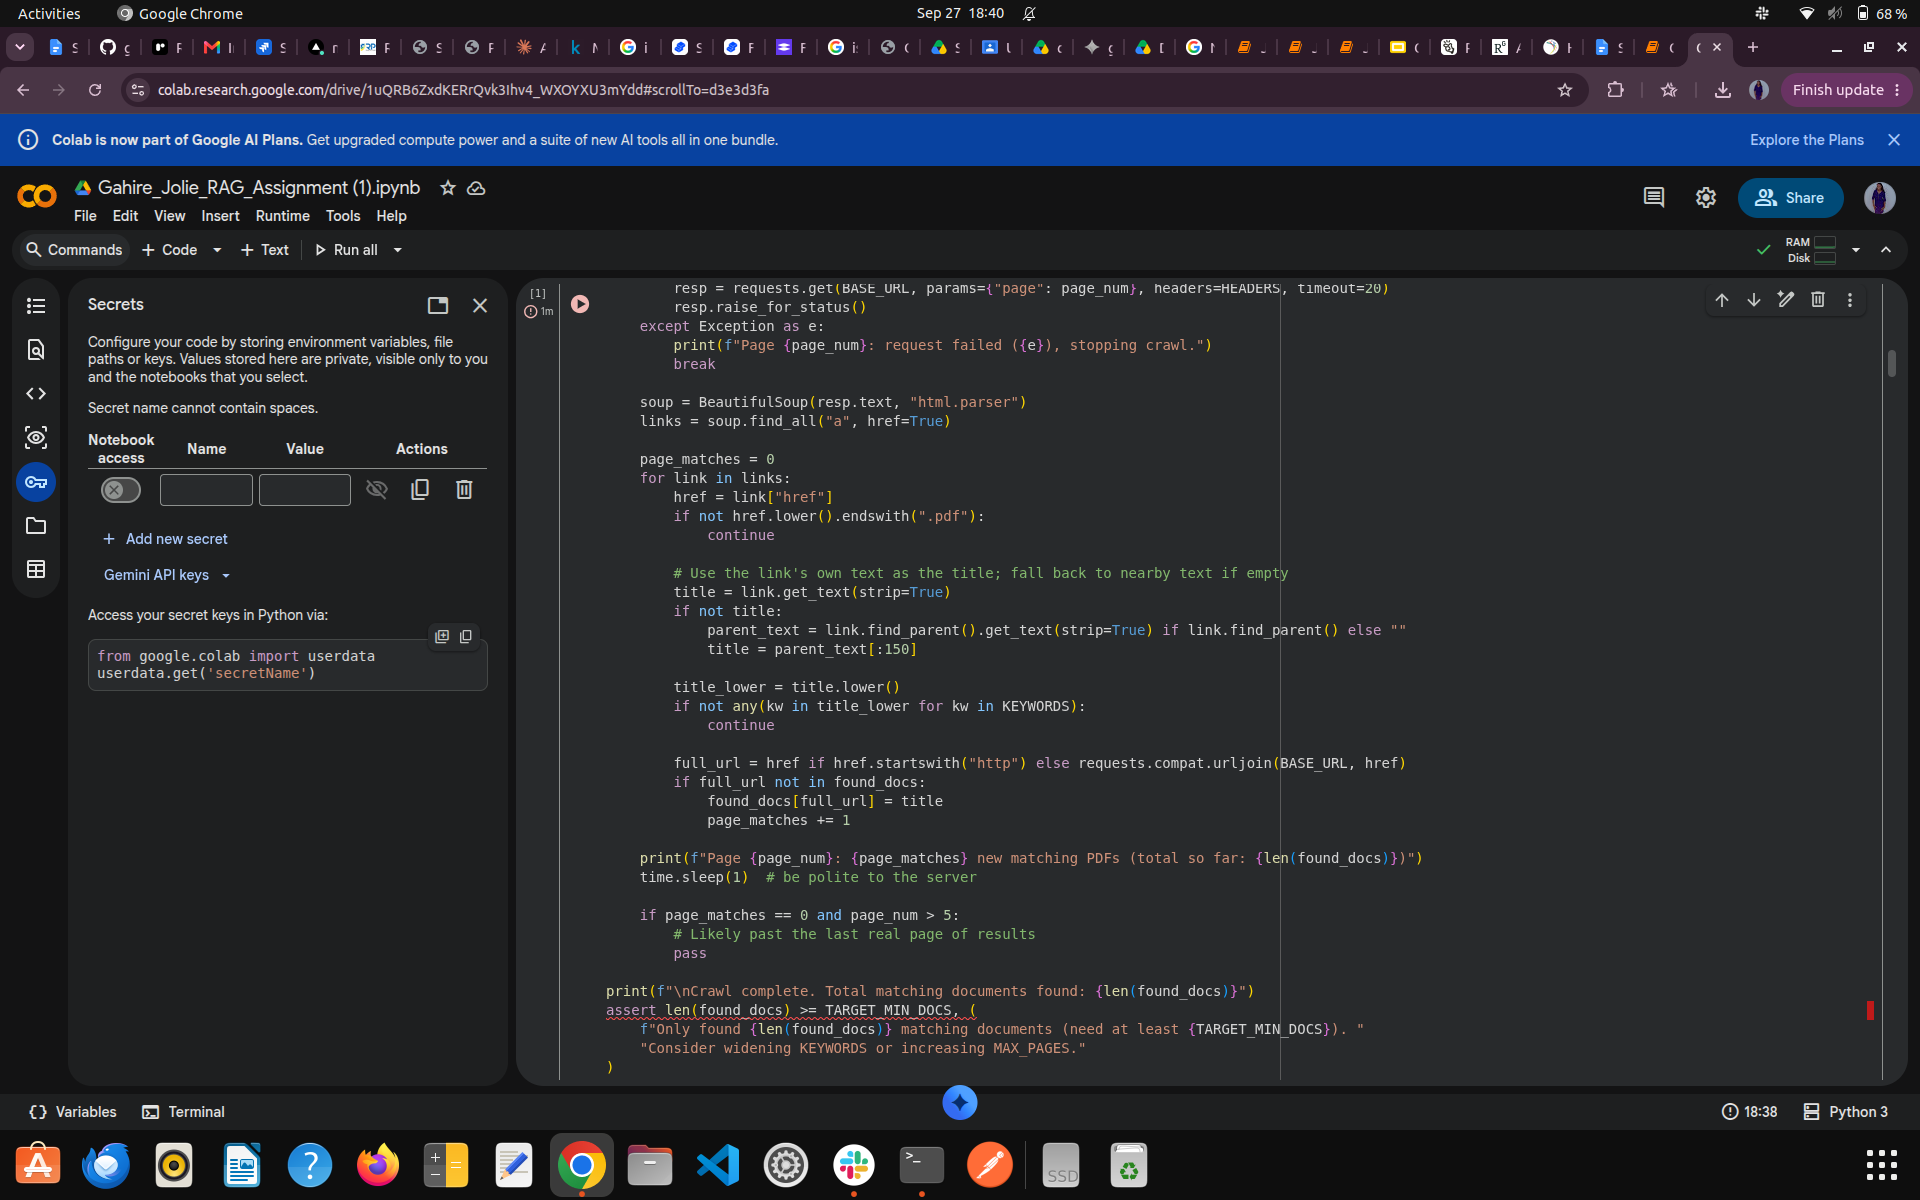 Activities
Google Chrome
Sep 27 18:40
68 %
colab.research.google.com/drive/1uQRB6ZxdKERrQvk3Ihv4_WXOYXU3mYdd#scrollTo=d3e3d3fa
Finish update
Colab is now part of Google AI Plans. Get upgraded compute power and a suite of new AI tools all in one bundle.
Explore the Plans
Gahire_Jolie_RAG_Assignment (1).ipynb
File Edit View Insert Runtime Tools Help
Share
Commands + Code + Text Run all
RAM
Disk
Secrets
Configure your code by storing environment variables, file
paths or keys. Values stored here are private, visible only to you
and the notebooks that you select.
Secret name cannot contain spaces.
Notebook access Name Value Actions
+ Add new secret
Gemini API keys
Access your secret keys in Python via:
from google.colab import userdata
userdata.get('secretName')
[1]
1m
resp = requests.get(BASE_URL, params={"page": page_num}, headers=HEADERS, timeout=20)
resp.raise_for_status()
except Exception as e:
print(f"Page {page_num}: request failed ({e}), stopping crawl.")
break
soup = BeautifulSoup(resp.text, "html.parser")
links = soup.find_all("a", href=True)
page_matches = 0
for link in links:
href = link["href"]
if not href.lower().endswith(".pdf"):
continue
# Use the link's own text as the title; fall back to nearby text if empty
title = link.get_text(strip=True)
if not title:
parent_text = link.find_parent().get_text(strip=True) if link.find_parent() else ""
title = parent_text[:150]
title_lower = title.lower()
if not any(kw in title_lower for kw in KEYWORDS):
continue
full_url = href if href.startswith("http") else requests.compat.urljoin(BASE_URL, href)
if full_url not in found_docs:
found_docs[full_url] = title
page_matches += 1
print(f"Page {page_num}: {page_matches} new matching PDFs (total so far: {len(found_docs)})")
time.sleep(1)  # be polite to the server
if page_matches == 0 and page_num > 5:
# Likely past the last real page of results
pass
print(f"\nCrawl complete. Total matching documents found: {len(found_docs)}")
assert len(found_docs) >= TARGET_MIN_DOCS, (
f"Only found {len(found_docs)} matching documents (need at least {TARGET_MIN_DOCS}). "
"Consider widening KEYWORDS or increasing MAX_PAGES."
)
Variables
Terminal
18:38
Python 3
SSD